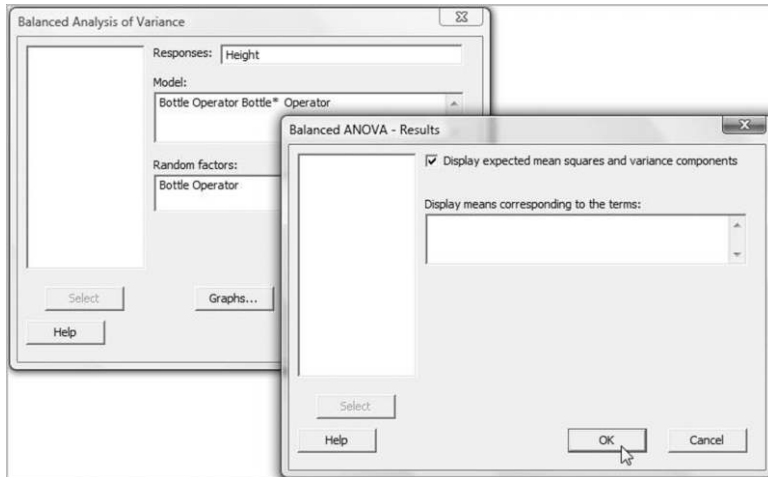 Balanced Analysis of Variance
Responses: Height
Model:
Bottle Operator Bottle* Operator
Random factors:
Bottle Operator
Select
Graphs...
Help
Balanced ANOVA - Results
Display expected mean squares and variance components
Display means corresponding to the terms:
Select
Help
OK
Cancel